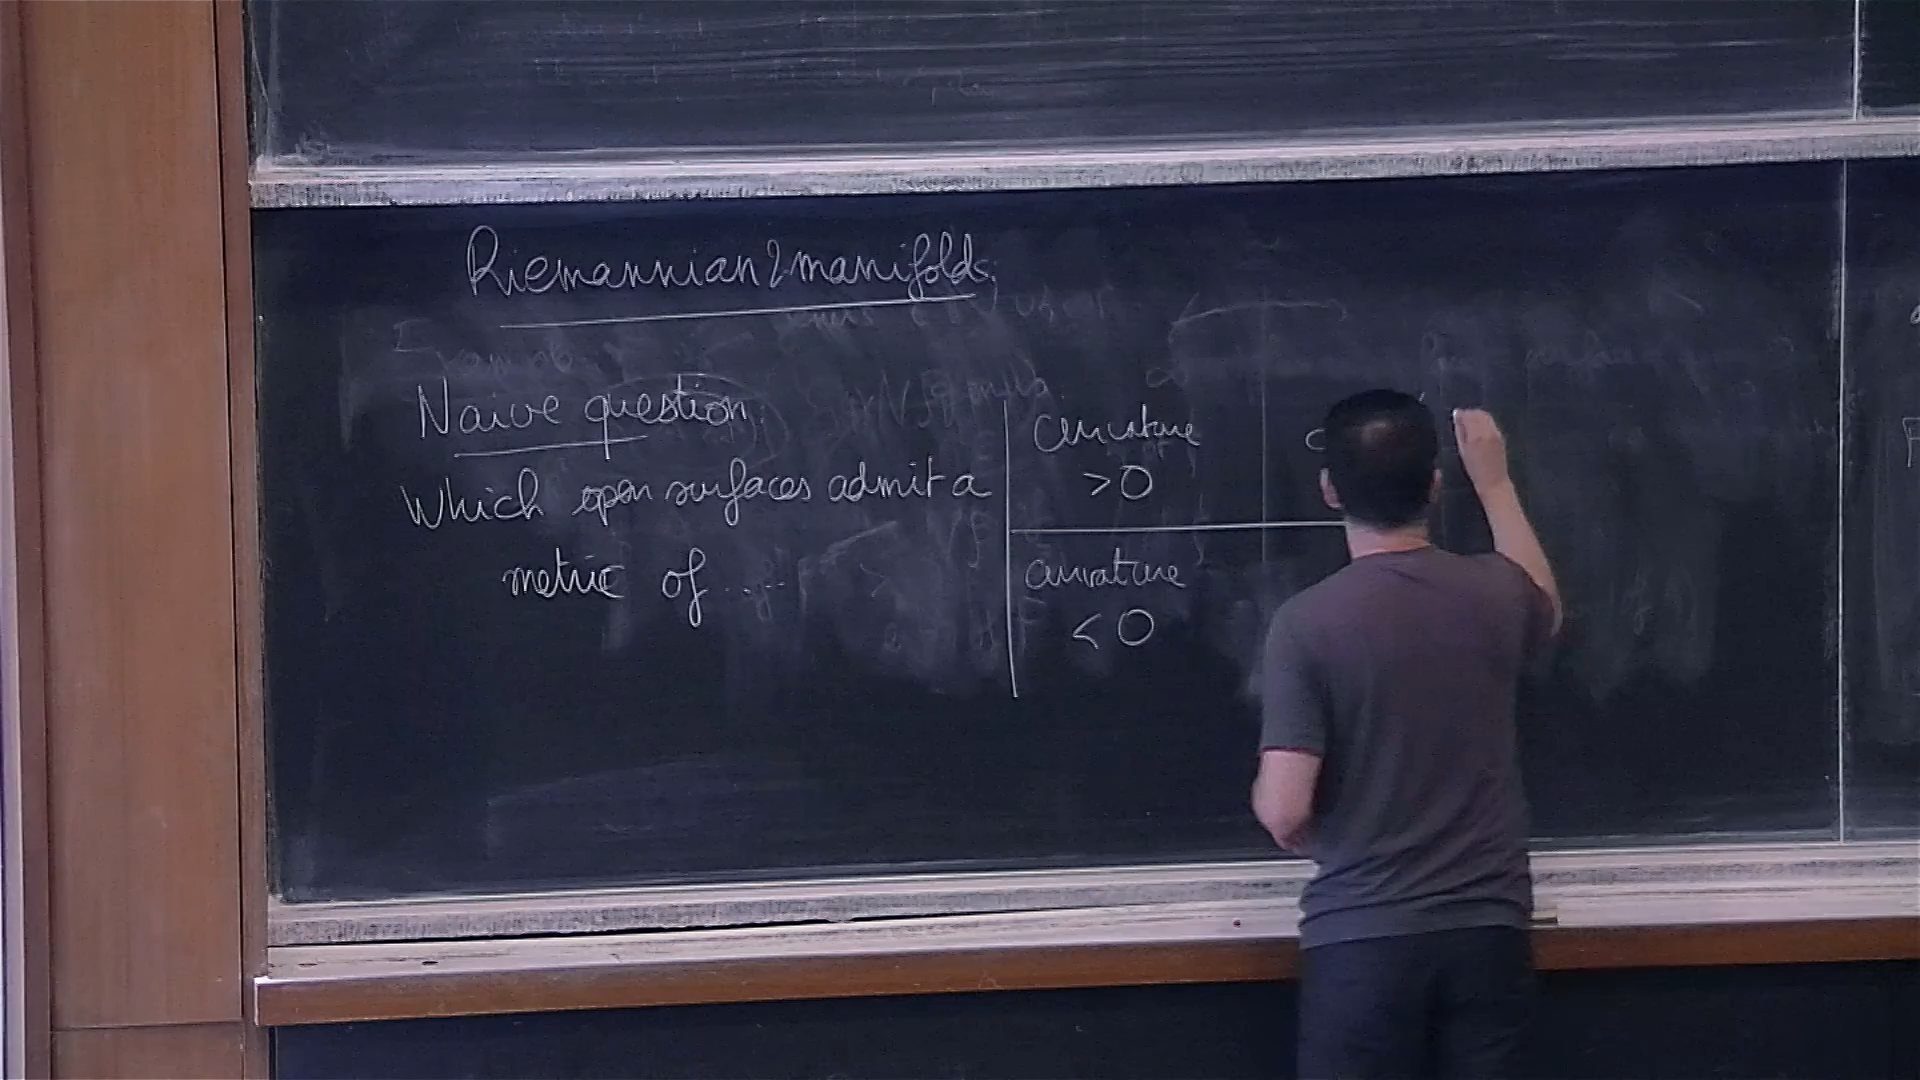 Riemannian 2 manifolds
Naive question
Which open surfaces admit a
metric of .....
curvature
>0
c
curvature
<0